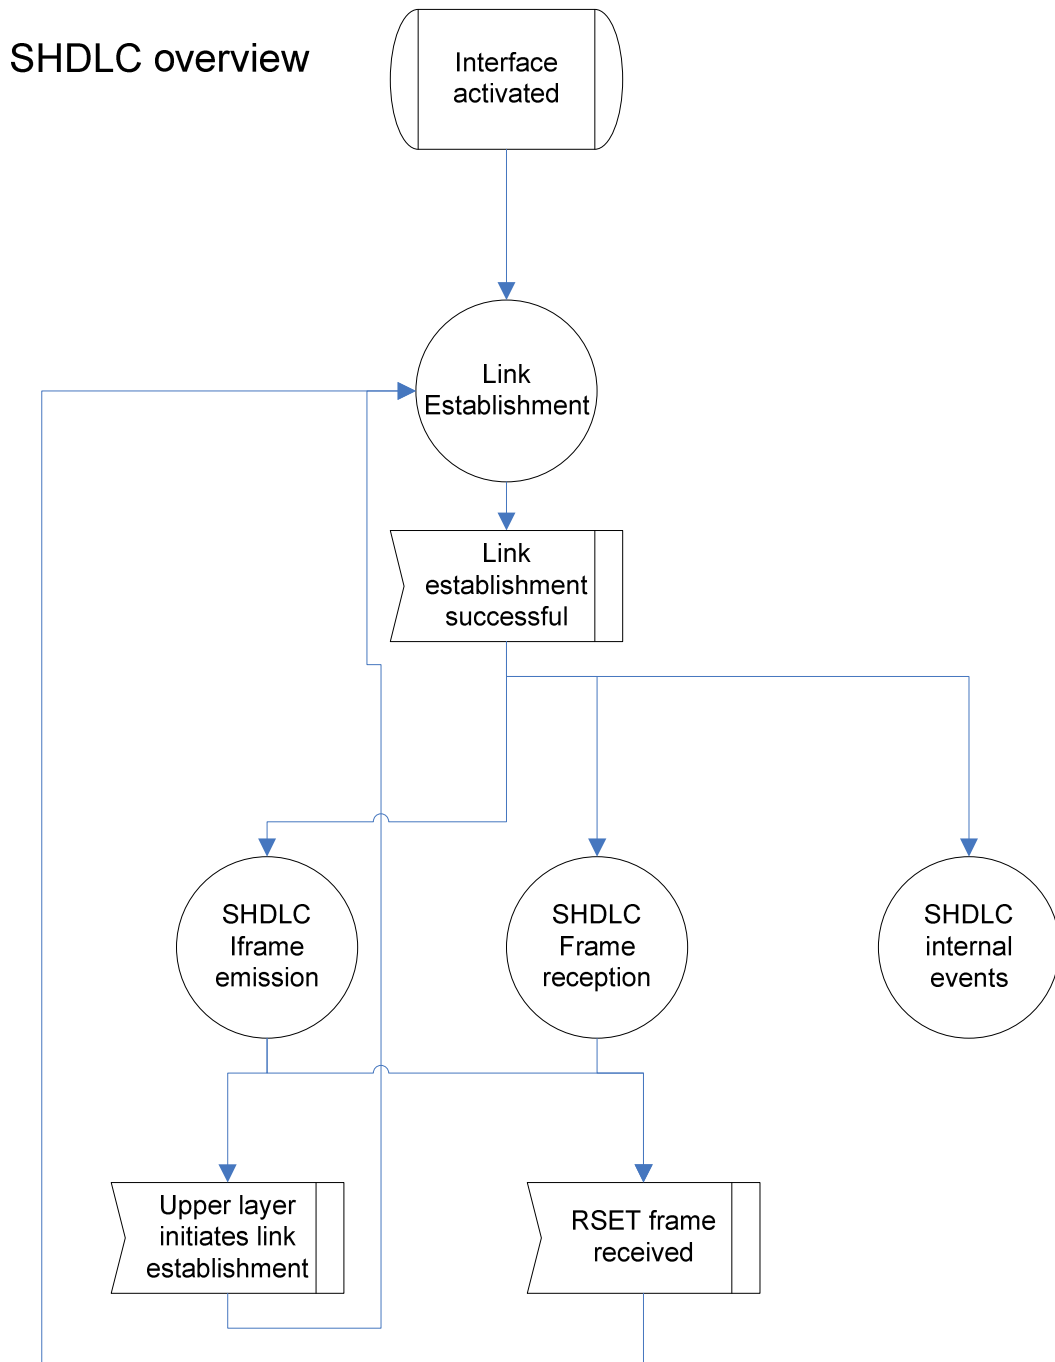 SHDLC overview
Interface
activated
Link
Establishment
Link
establishment
successful
SHDLC
Iframe
emission
SHDLC
Frame
reception
SHDLC
internal
events
Upper layer
initiates link
establishment
RSET frame
received